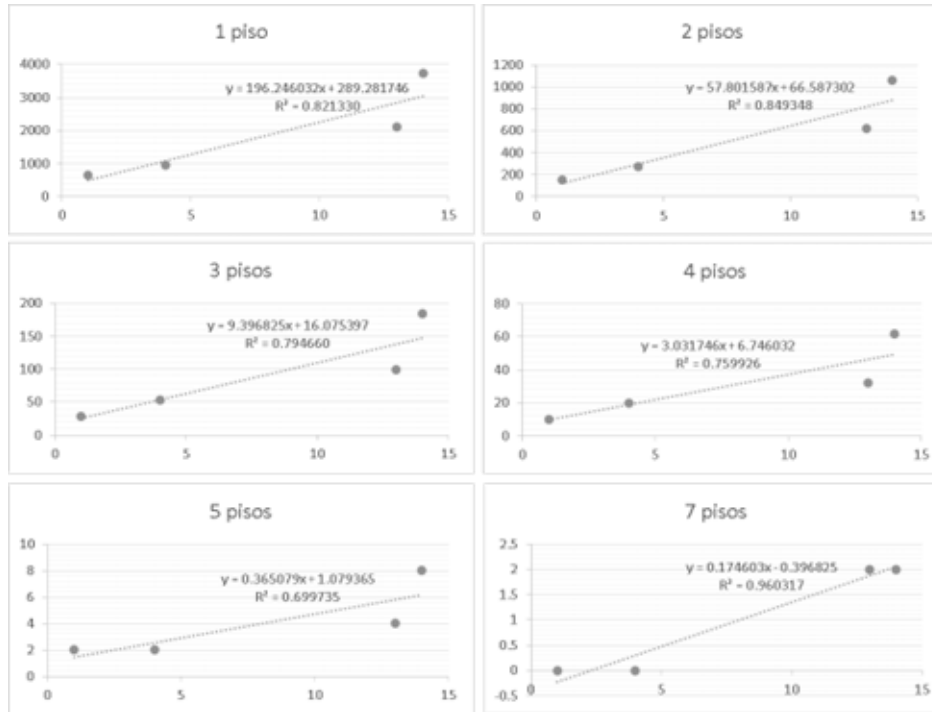 1 piso
4000
3000
2000
1000
0
y = 196.246032x + 289.281746
R² = 0.821330
0 5 10 15
2 pisos
1200
1000
800
600
400
200
0
y = 57.801587x + 66.587302
R² = 0.849348
0 5 10 15
3 pisos
200
150
100
50
0
y = 9.396825x + 16.075397
R² = 0.794660
0 5 10 15
4 pisos
80
60
40
20
0
y = 3.031746x + 6.746032
R² = 0.759926
0 5 10 15
5 pisos
10
8
6
4
2
0
y = 0.365079x + 1.079365
R² = 0.699735
0 5 10 15
7 pisos
2.5
2
1.5
1
0.5
0
-0.5
y = 0.174603x - 0.396825
R² = 0.960317
0 5 10 15